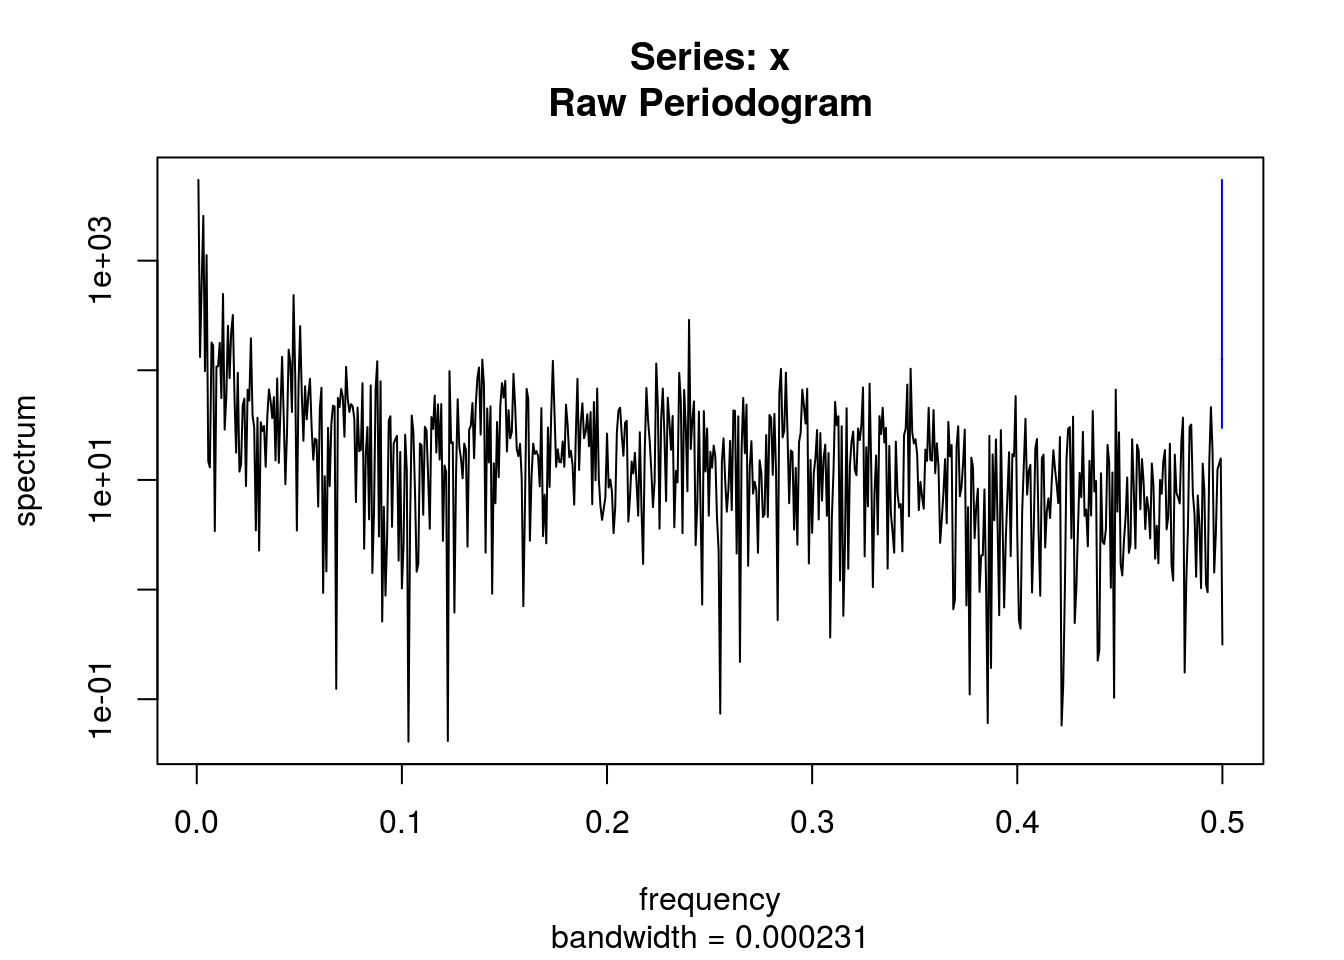 Series: x
Raw Periodogram
1e+03
1e+01
1e-01
spectrum
0.0 0.1 0.2 0.3 0.4 0.5
frequency
bandwidth = 0.000231